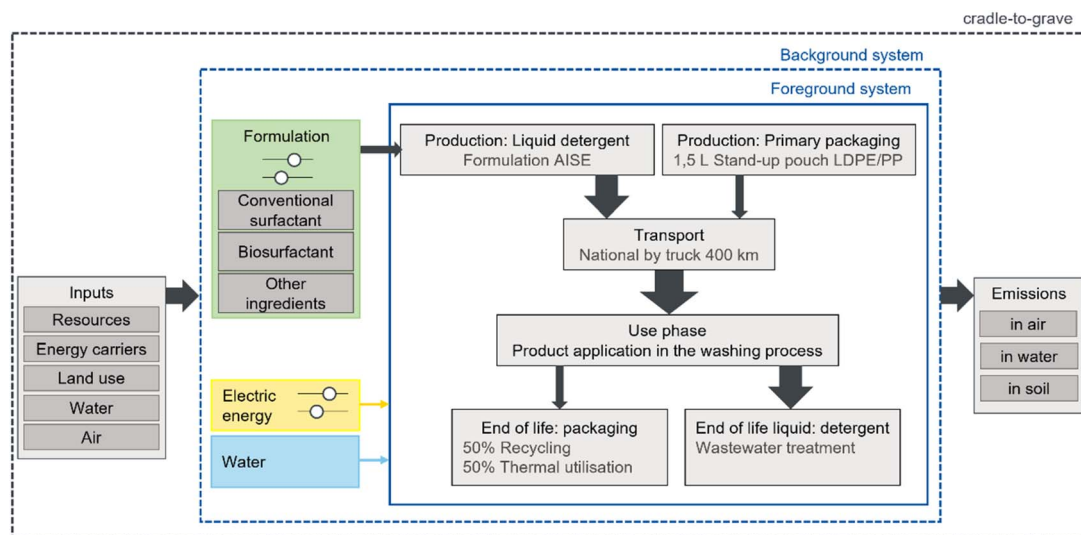 cradle-to-grave
Background system
Foreground system
Formulation
Conventional
surfactant
Biosurfactant
Other
ingredients
Production: Liquid detergent
Formulation AISE
Production: Primary packaging
1,5 L Stand-up pouch LDPE/PP
Transport
National by truck 400 km
Inputs
Resources
Energy carriers
Land use
Water
Air
Use phase
Product application in the washing process
Emissions
in air
in water
in soil
Electric
energy
Water
End of life: packaging
50% Recycling
50% Thermal utilisation
End of life liquid: detergent
Wastewater treatment